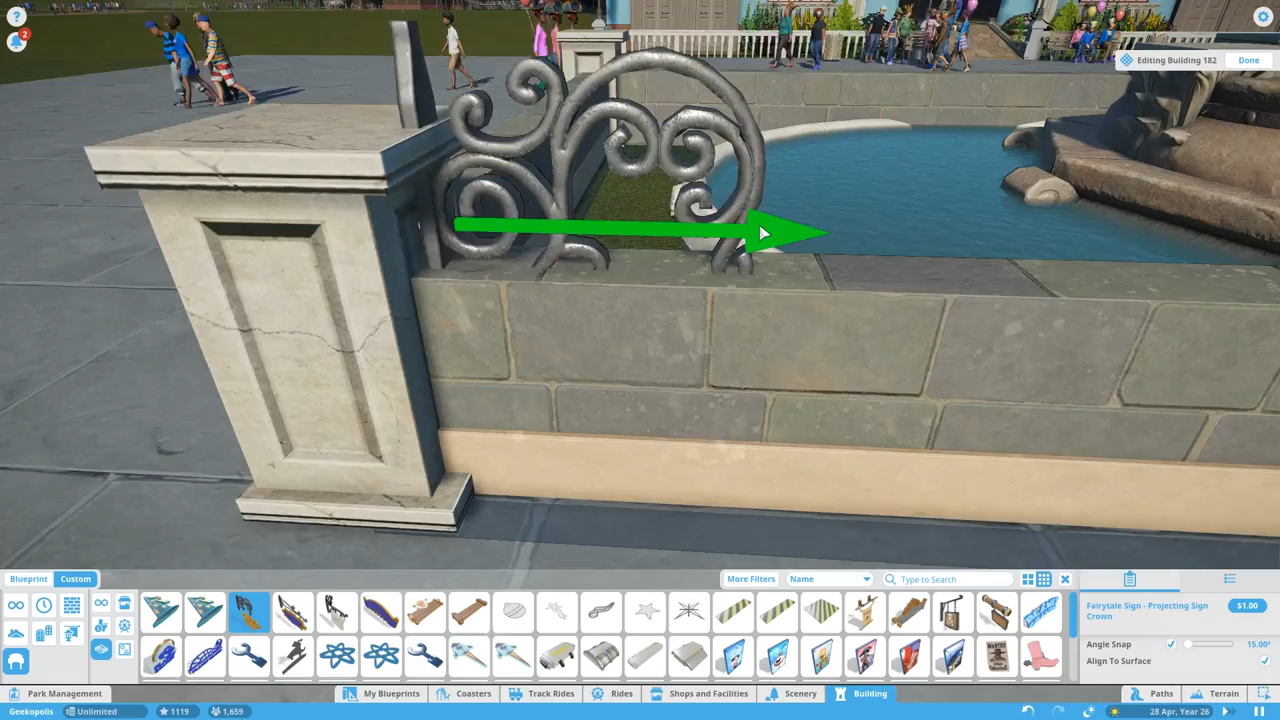 ?
2
Editing Building 182
Done
Blueprint
Custom
More Filters
Name
Type to Search
Fairytale Sign - Projecting Sign Crown
$1.00
Angle Snap
15.00°
Align To Surface
Park Management
My Blueprints
Coasters
Track Rides
Rides
Shops and Facilities
Scenery
Building
Paths
Terrain
Geekopolis
Unlimited
1119
1,659
28 Apr, Year 26